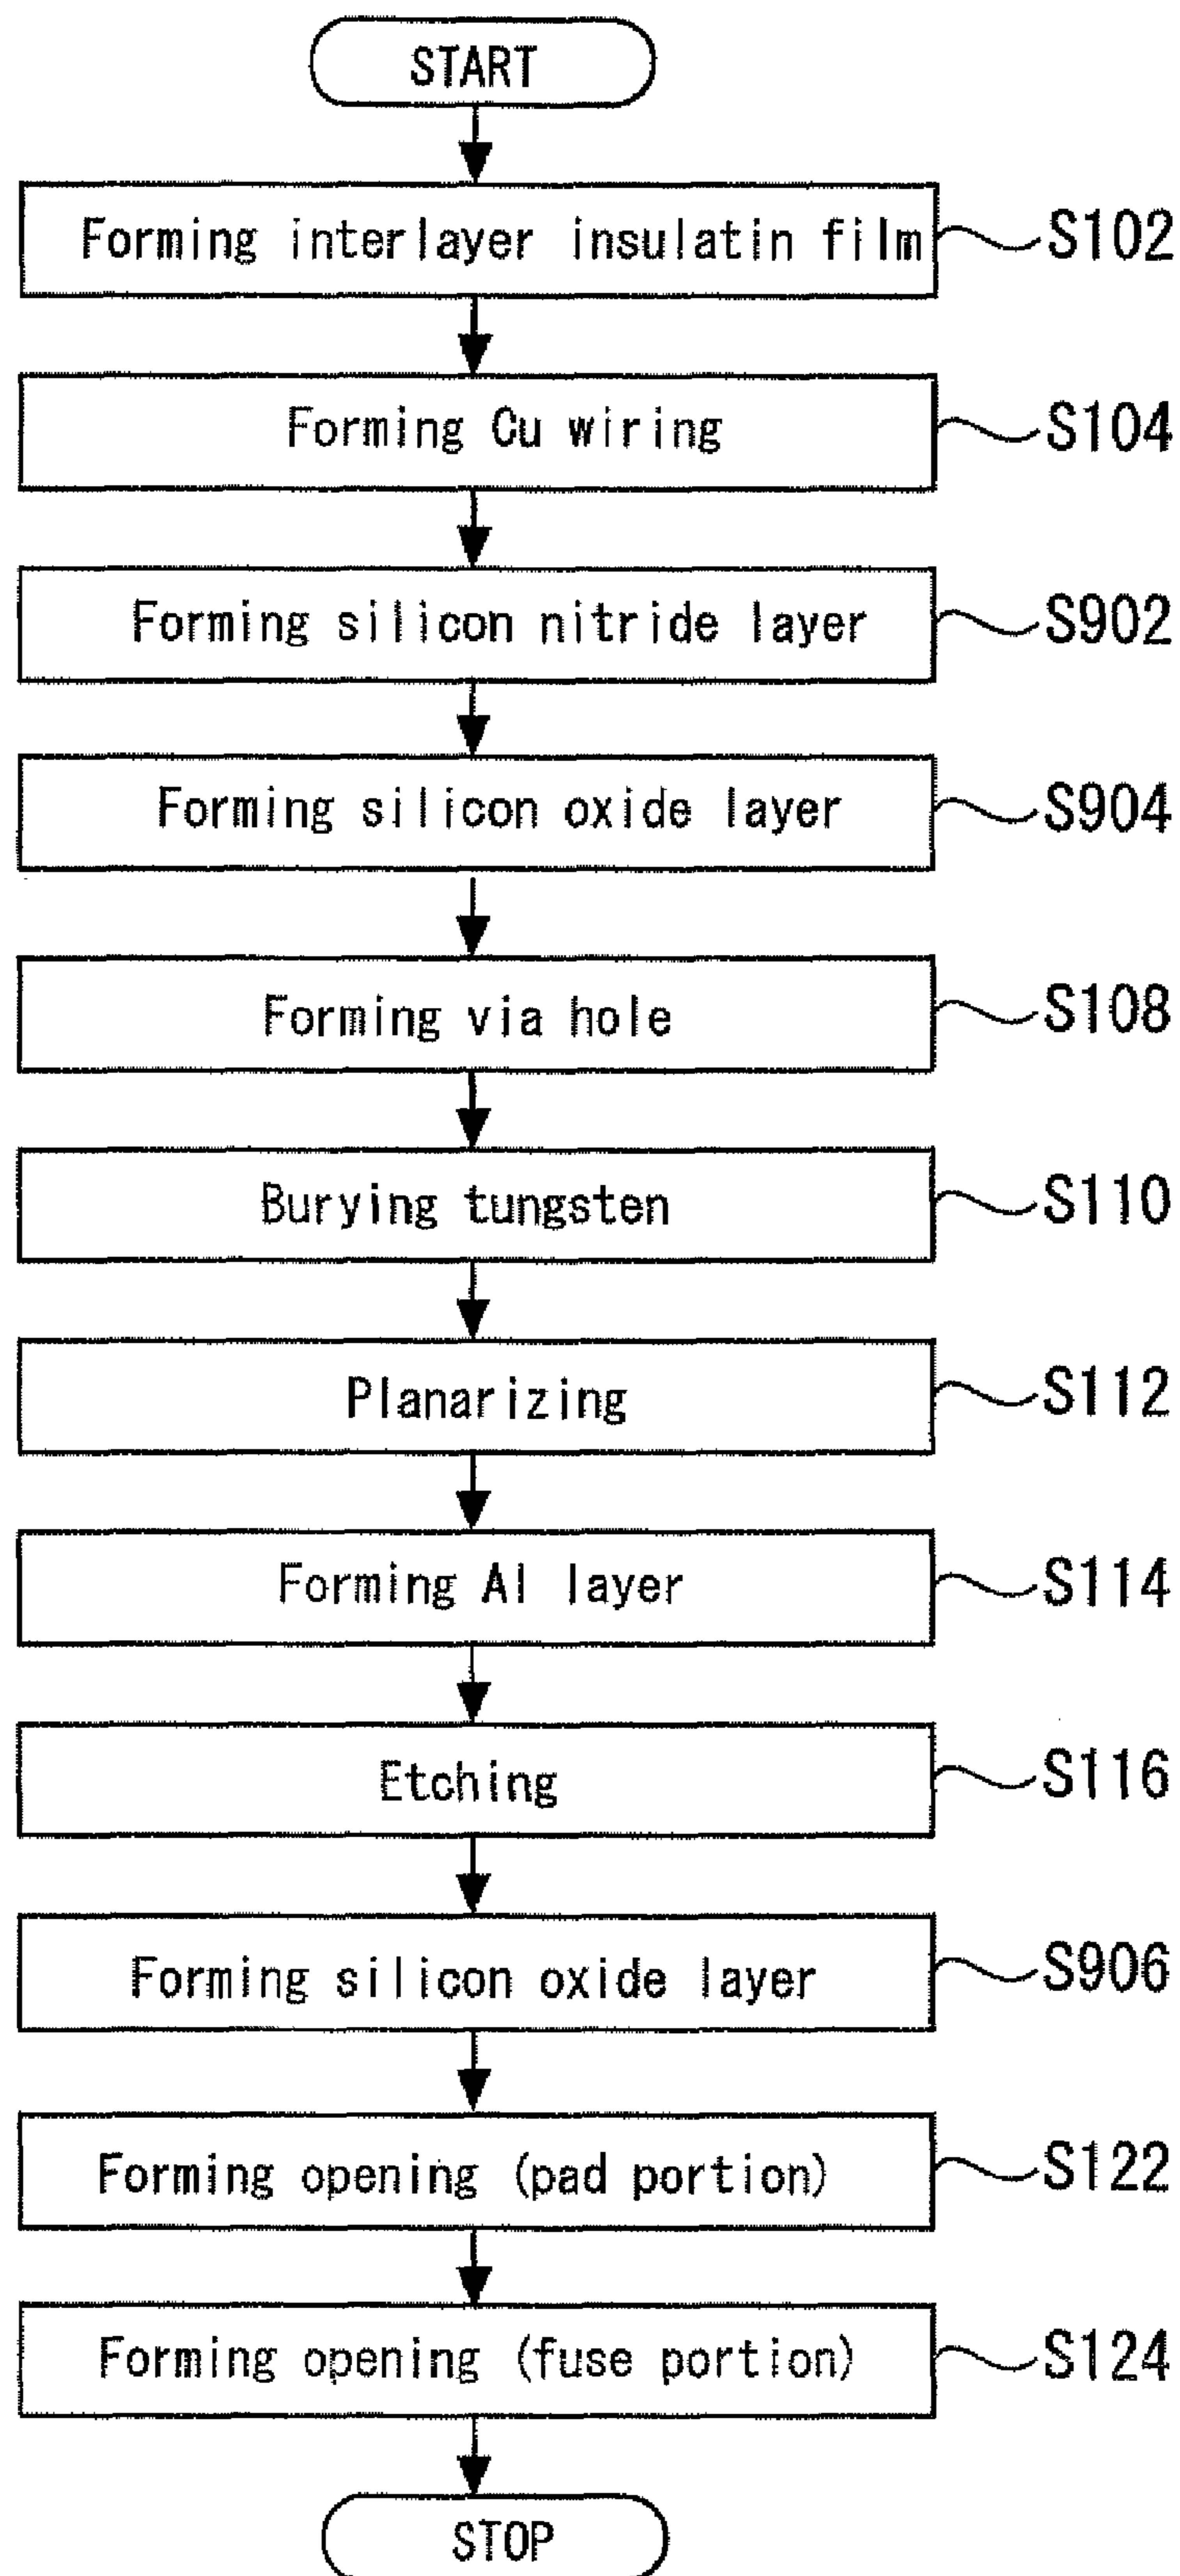 START
Forming interlayer insulatin film S102
Forming Cu wiring S104
Forming silicon nitride layer S902
Forming silicon oxide layer S904
Forming via hole S108
Burying tungsten S110
Planarizing S112
Forming Al layer S114
Etching S116
Forming silicon oxide layer S906
Forming opening (pad portion) S122
Forming opening (fuse portion) S124
STOP